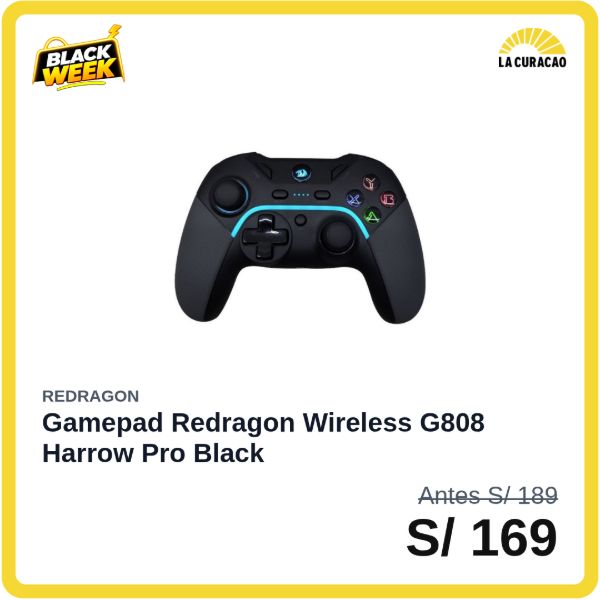 BLACK
WEEK
LA CURACAO
Y
X B
A
REDRAGON
Gamepad Redragon Wireless G808
Harrow Pro Black
Antes S/ 189
S/ 169